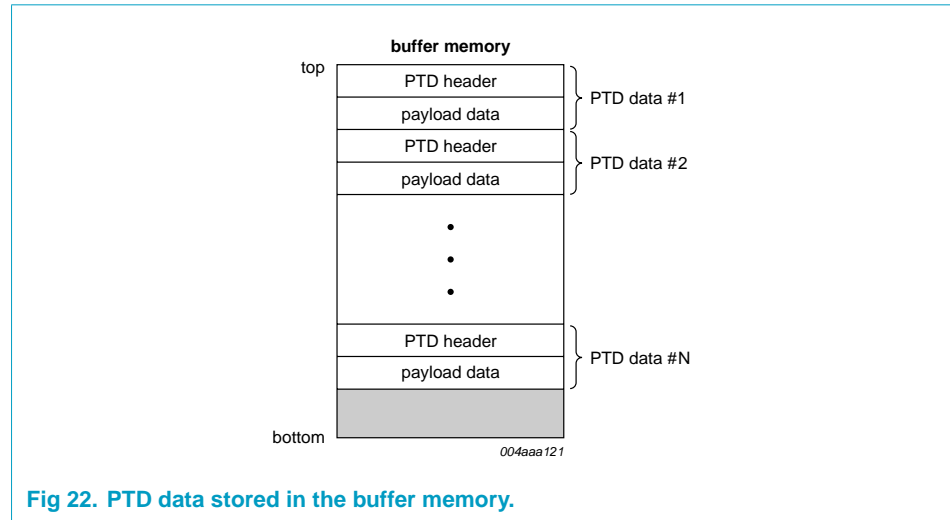 buffer memory
top
PTD header
payload data
PTD data #1
PTD header
payload data
PTD data #2
PTD header
payload data
PTD data #N
bottom
004aaa121
Fig 22. PTD data stored in the buffer memory.